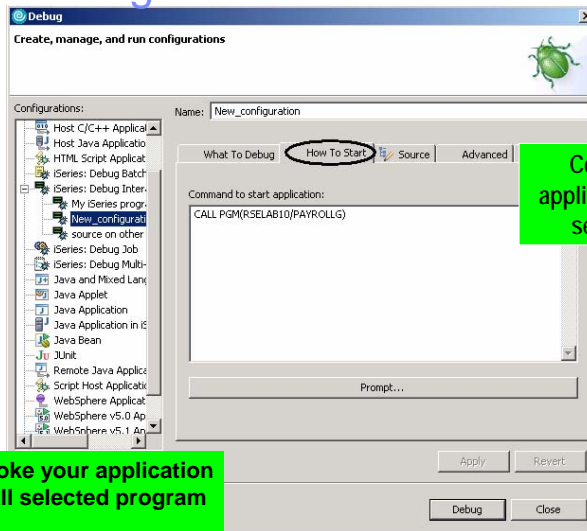 Debug
Create, manage, and run configurations
Configurations:
Name: New_configuration
Host C/C++ Applicat
Host Java Applicatio
HTML Script Applicat
iSeries: Debug Batch
iSeries: Debug Inter
My iSeries progr
New_configurati
source on other
iSeries: Debug Job
iSeries: Debug Multi-
Java and Mixed Lang
Java Applet
Java Application
Java Application in iS
Java Bean
Ju JUnit
Remote Java Applica
Script Host Applicatio
WebSphere Applicat
WebSphere v5.0 Ap
WebSphere v5.1 Ap
What To Debug How To Start Source Advanced
Command to start application:
CALL PGM(RSELAB10/PAYROLLG)
Prompt...
Apply Revert
Debug Close
your application
selected program